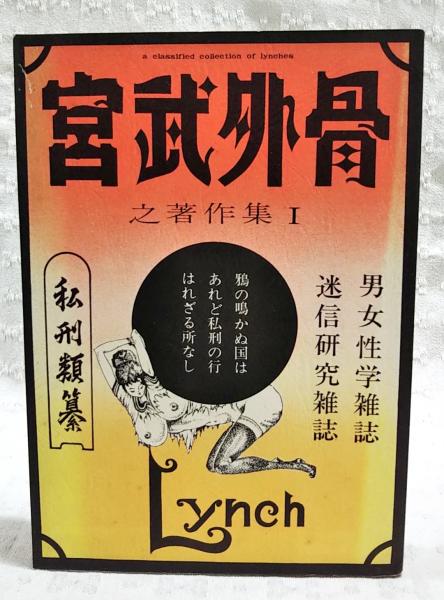 a classified collection of lynches
宮武外骨
之著作集 I
男女性学雑誌
迷信研究雑誌
鴉の鳴かぬ国は
あれど私刑の行
はれざる所なし
私刑類纂
Lynch